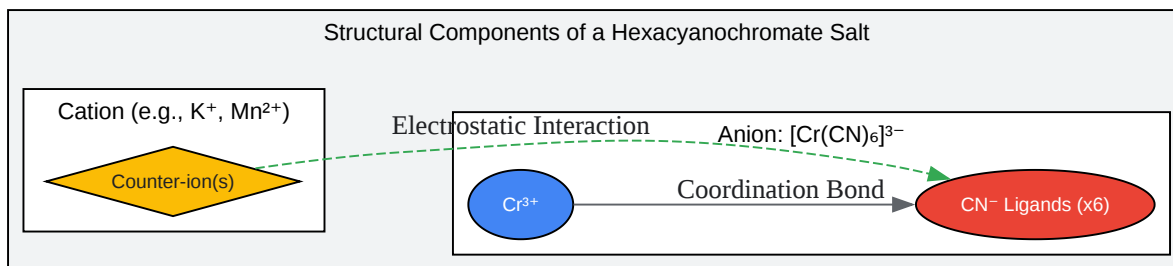 Structural Components of a Hexacyanochromate Salt
Cation (e.g., K⁺, Mn²⁺)
Counter-ion(s)
Electrostatic Interaction
Anion: [Cr(CN)₆]³⁻
Cr³⁺
Coordination Bond
CN⁻ Ligands (x6)